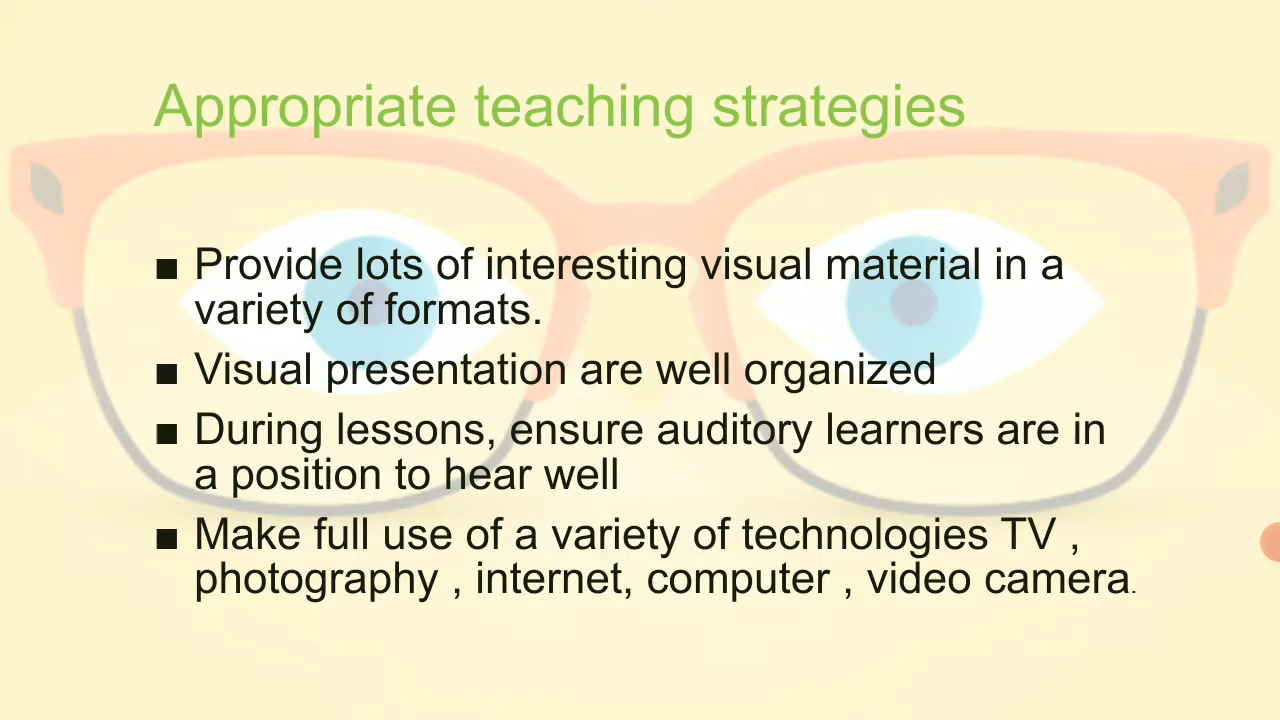 Appropriate teaching strategies
■ Provide lots of interesting visual material in a
variety of formats.
■ Visual presentation are well organized
■ During lessons, ensure auditory learners are in
a position to hear well
■ Make full use of a variety of technologies TV ,
photography , internet, computer , video camera.